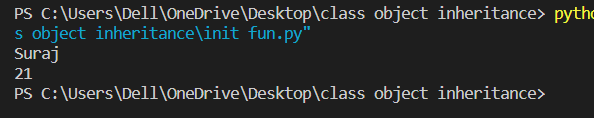 PS C:\Users\Dell\OneDrive\Desktop\class object inheritance> pytho
s object inheritance\init fun.py"
Suraj
21
PS C:\Users\Dell\OneDrive\Desktop\class object inheritance>